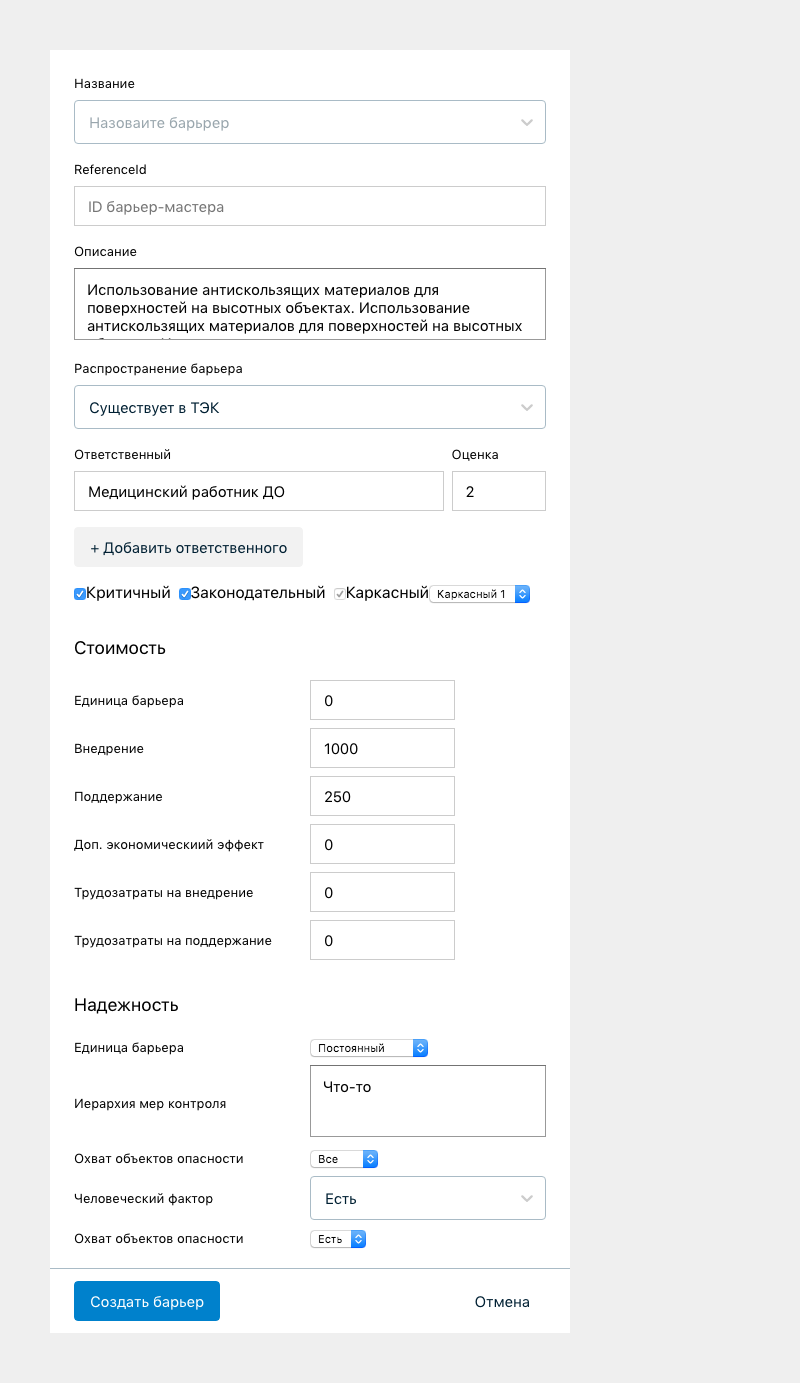 Название
Назоваите барьрер
ReferenceId
ID барьер-мастера
Описание
Использование антискользящих материалов для
поверхностей на высотных объектах. Использование
антискользящих материалов для поверхностей на высотных
Распространение барьера
Существует в ТЭК
Ответственный Оценка
Медицинский работник ДО 2
+ Добавить ответственного
Критичный Законодательный Каркасный Каркасный 1
Стоимость
Единица барьера 0
Внедрение 1000
Поддержание 250
Доп. экономическиий эффект 0
Трудозатраты на внедрение 0
Трудозатраты на поддержание 0
Надежность
Единица барьера Постоянный
Иерархия мер контроля Что-то
Охват объектов опасности Все
Человеческий фактор Есть
Охват объектов опасности Есть
Создать барьер Отмена